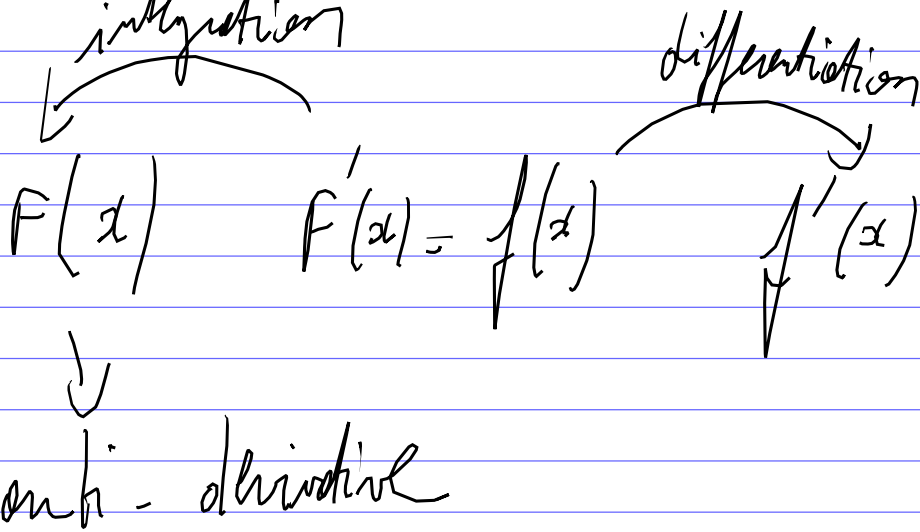 integration
differentiation
F(x) F'(x) = f(x) f'(x)
anti - derivative